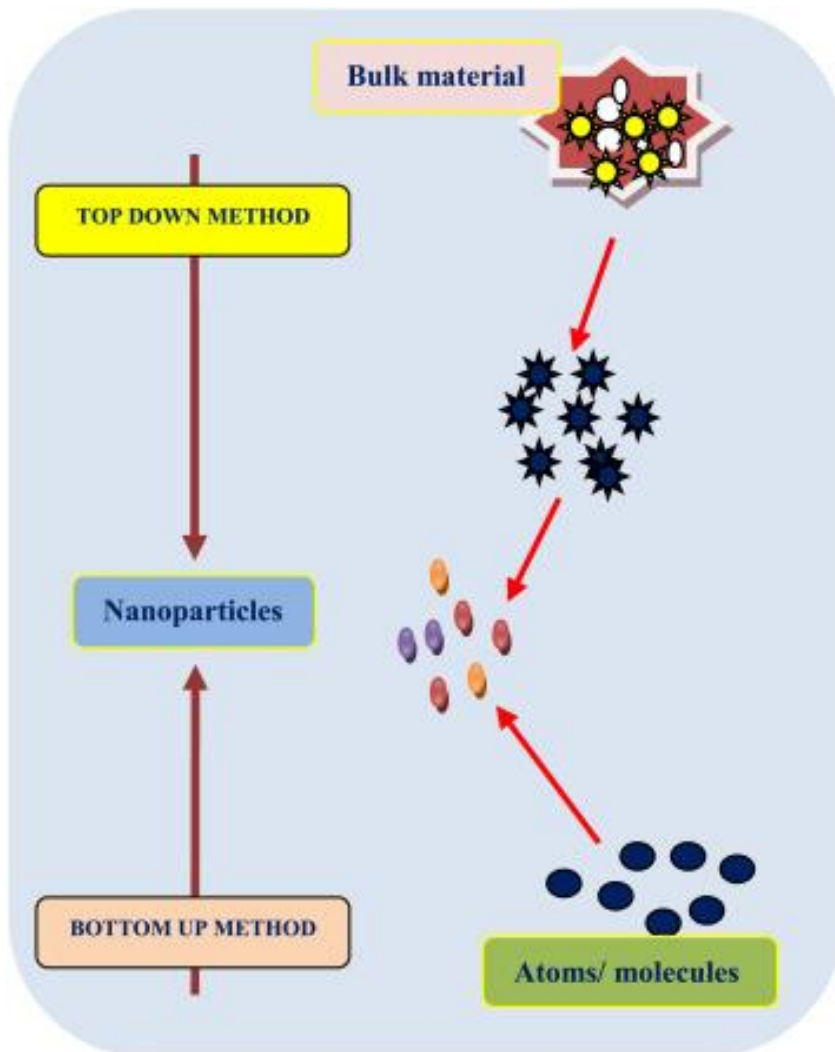 Bulk material
TOP DOWN METHOD
Nanoparticles
BOTTOM UP METHOD
Atoms/ molecules